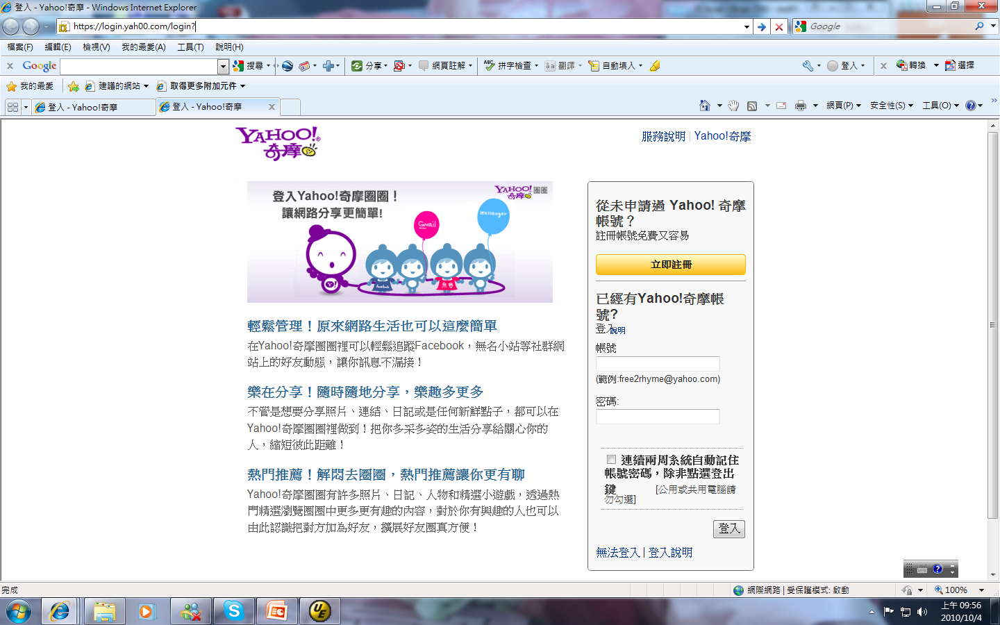 登入 - Yahoo!奇摩 - Windows Internet Explorer
https://login.yah00.com/login?
Google
檔案(F) 編輯(E) 檢視(V) 我的最愛(A) 工具(T) 說明(H)
Google 搜尋 分享 網頁註解 ABC 拼字檢查 翻譯 自動填入 登入 轉換 選擇
我的最愛 建議的網站 取得更多附加元件
登入 - Yahoo!奇摩 登入 - Yahoo!奇摩 網頁(P) 安全性(S) 工具(O)
YAHOO!® 奇摩
服務說明 | Yahoo!奇摩
登入Yahoo!奇摩圈圈！
讓網路分享更簡單!
YAHOO! 奇摩 圈圈
Gmail
messenger
Y!
facebook
無名
輕鬆管理！原來網路生活也可以這麼簡單
在Yahoo!奇摩圈圈裡可以輕鬆追蹤Facebook，無名小站等社群網
站上的好友動態，讓你訊息不漏接！
樂在分享！隨時隨地分享，樂趣多更多
不管是想要分享照片、連結、日記或是任何新鮮點子，都可以在
Yahoo!奇摩圈圈裡做到！把你多采多姿的生活分享給關心你的
人，縮短彼此距離！
熱門推薦！解悶去圈圈，熱門推薦讓你更有聊
Yahoo!奇摩圈圈有許多照片、日記、人物和精選小遊戲，透過熱
門精選瀏覽圈圈中更多更有趣的內容，對於你有興趣的人也可以
由此認識把對方加為好友，擴展好友圈真方便！
從未申請過 Yahoo! 奇摩
帳號？
註冊帳號免費又容易
立即註冊
已經有Yahoo!奇摩帳
號?
登入說明
帳號
(範例:free2rhyme@yahoo.com)
密碼:
連續兩周系統自動記住
帳號密碼，除非點選登出
鍵 [公用或共用電腦請
勿勾選]
登入
無法登入 | 登入說明
完成
網際網路 | 受保護模式: 啟動
100%
上午 09:56
2010/10/4